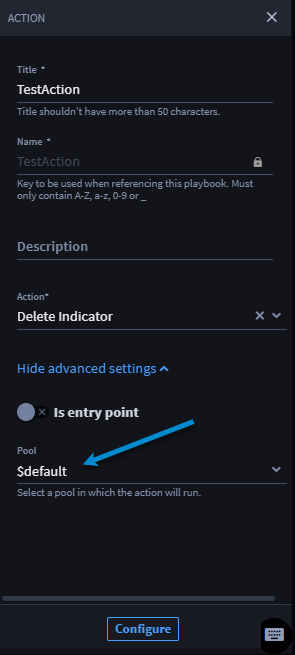 ACTION
Title *
TestAction
Title shouldn't have more than 50 characters.
Name *
TestAction
Key to be used when referencing this playbook. Must
only contain A-Z, a-z, 0-9 or _
Description
Action*
Delete Indicator
Hide advanced settings
Is entry point
Pool
$default
Select a pool in which the action will run.
Configure